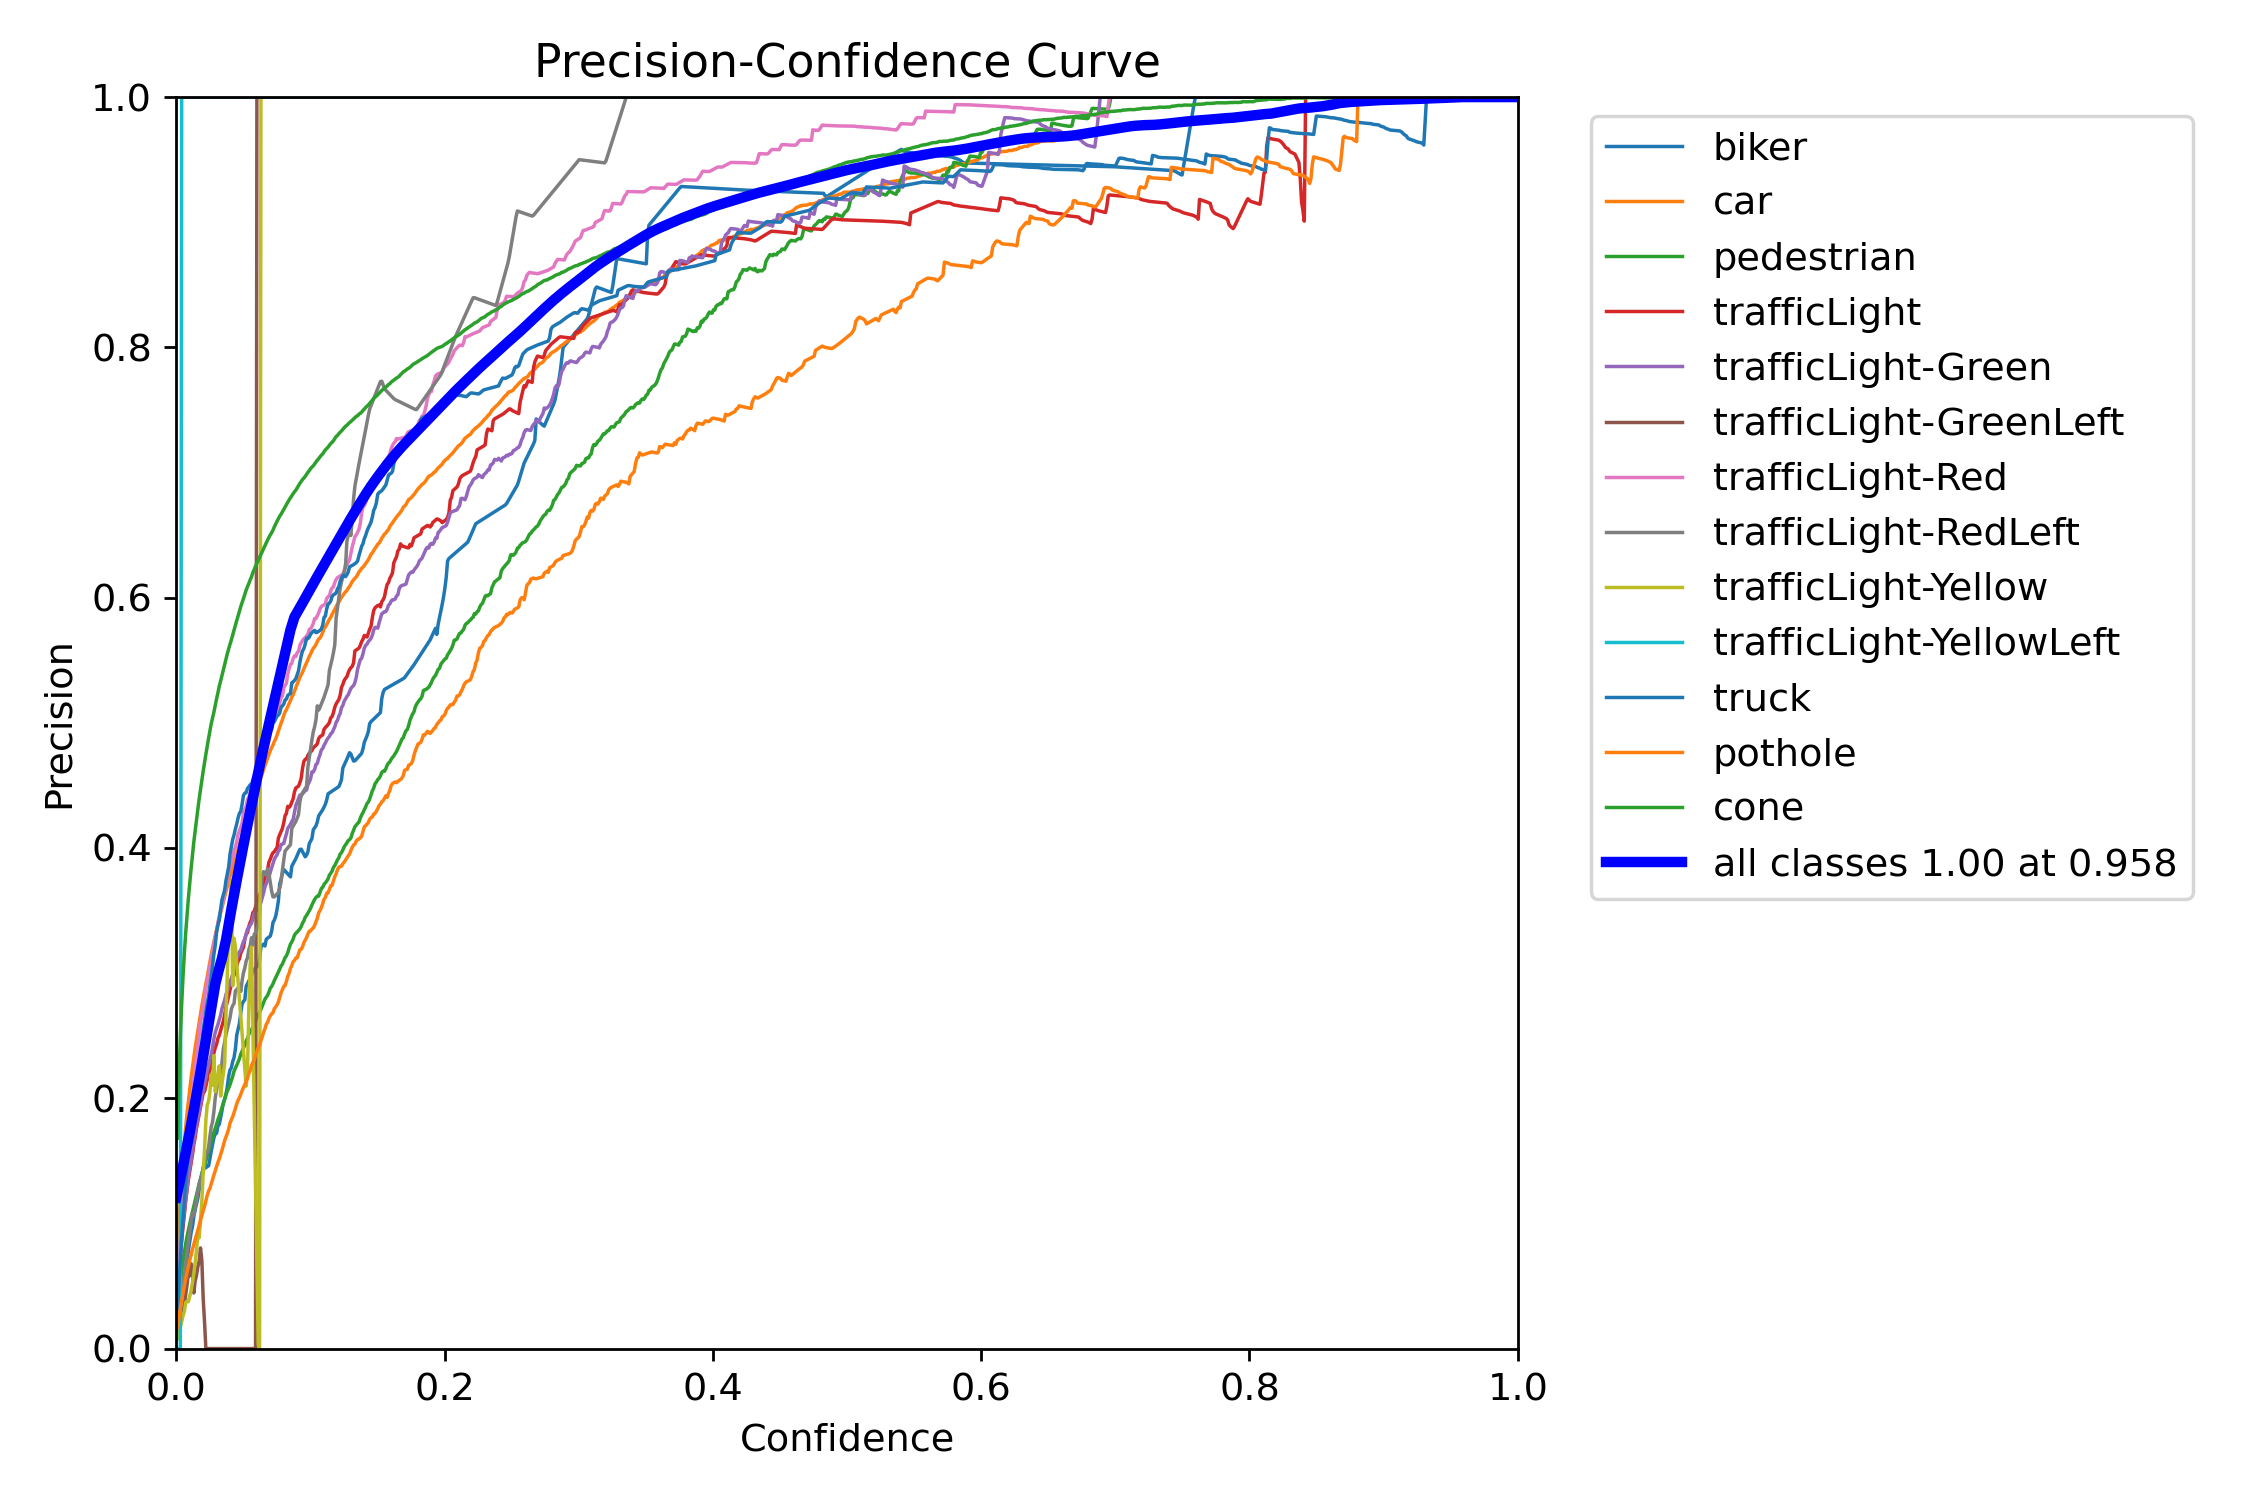 Precision-Confidence Curve
1.0
0.8
0.6
0.4
0.2
0.0
Precision
0.0 0.2 0.4 0.6 0.8 1.0
Confidence
biker
car
pedestrian
trafficLight
trafficLight-Green
trafficLight-GreenLeft
trafficLight-Red
trafficLight-RedLeft
trafficLight-Yellow
trafficLight-YellowLeft
truck
pothole
cone
all classes 1.00 at 0.958